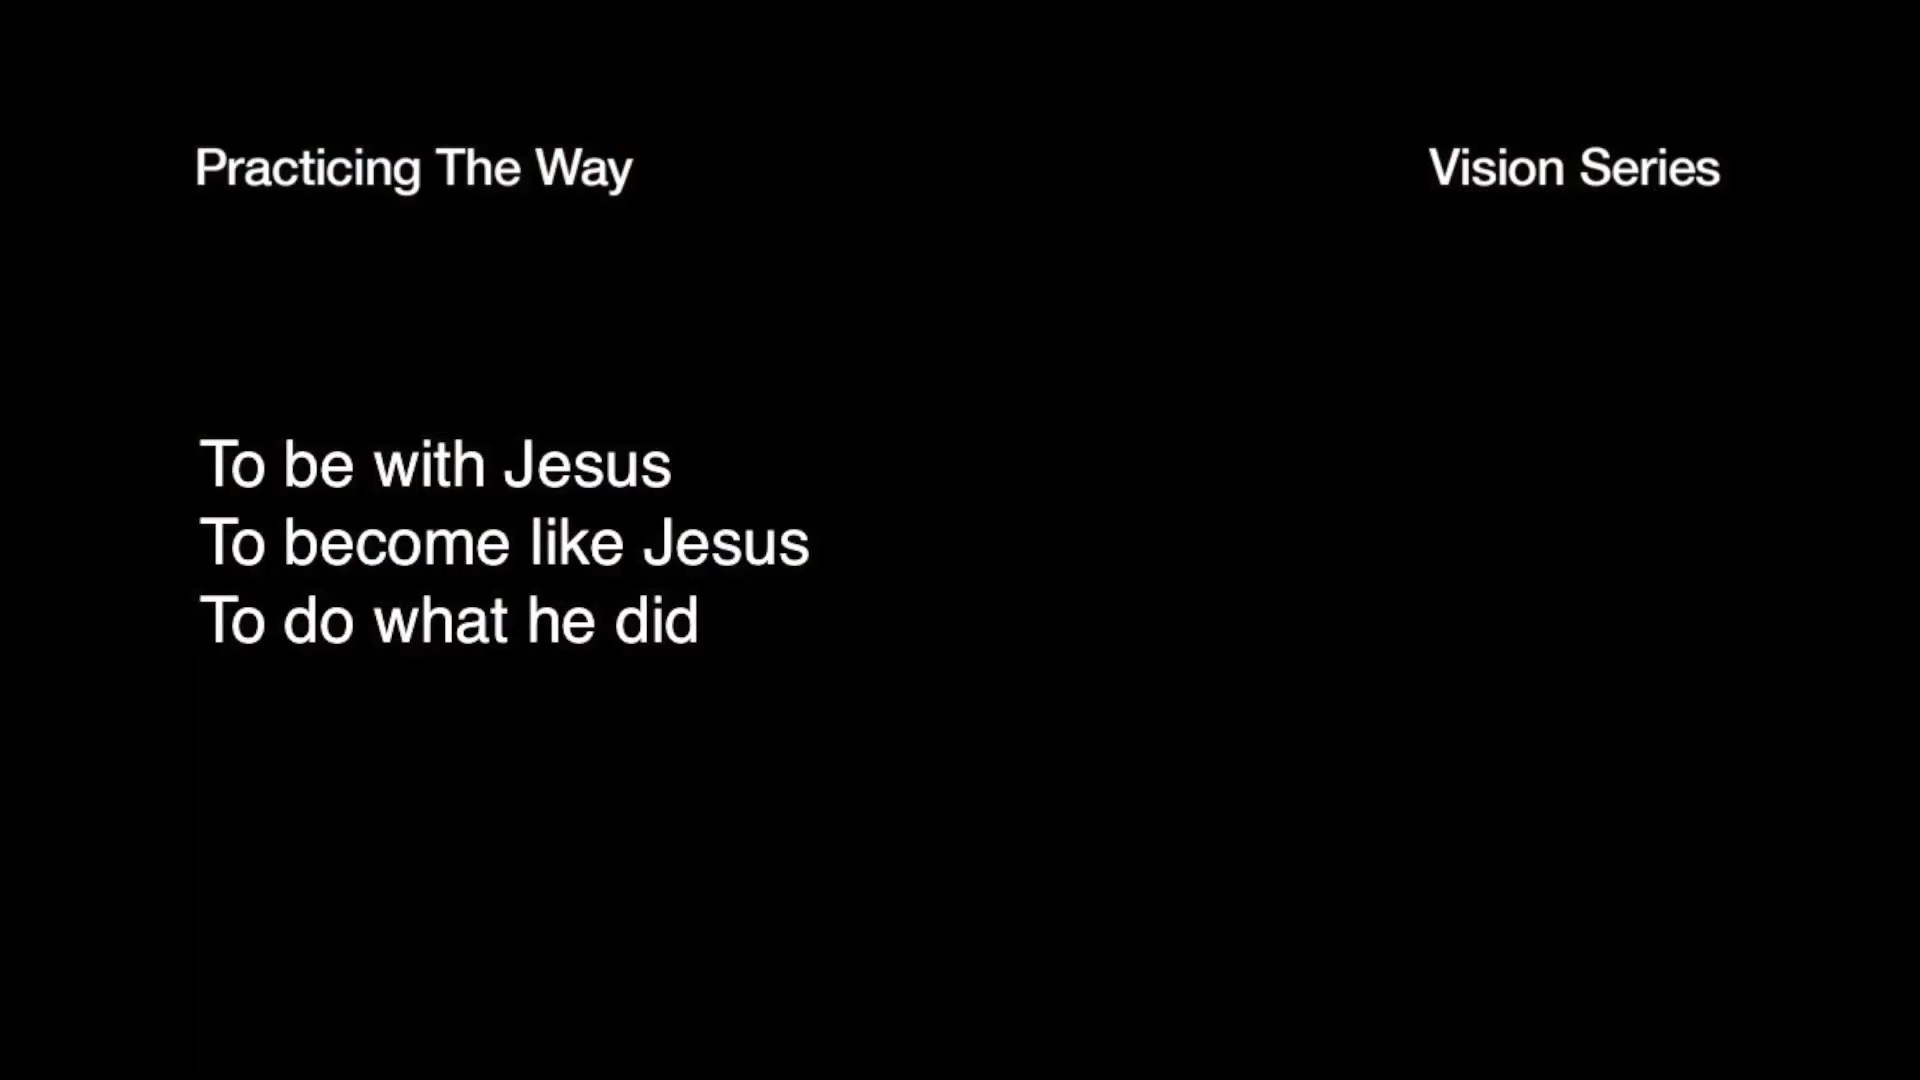 Practicing The Way
Vision Series
To be with Jesus
To become like Jesus
To do what he did